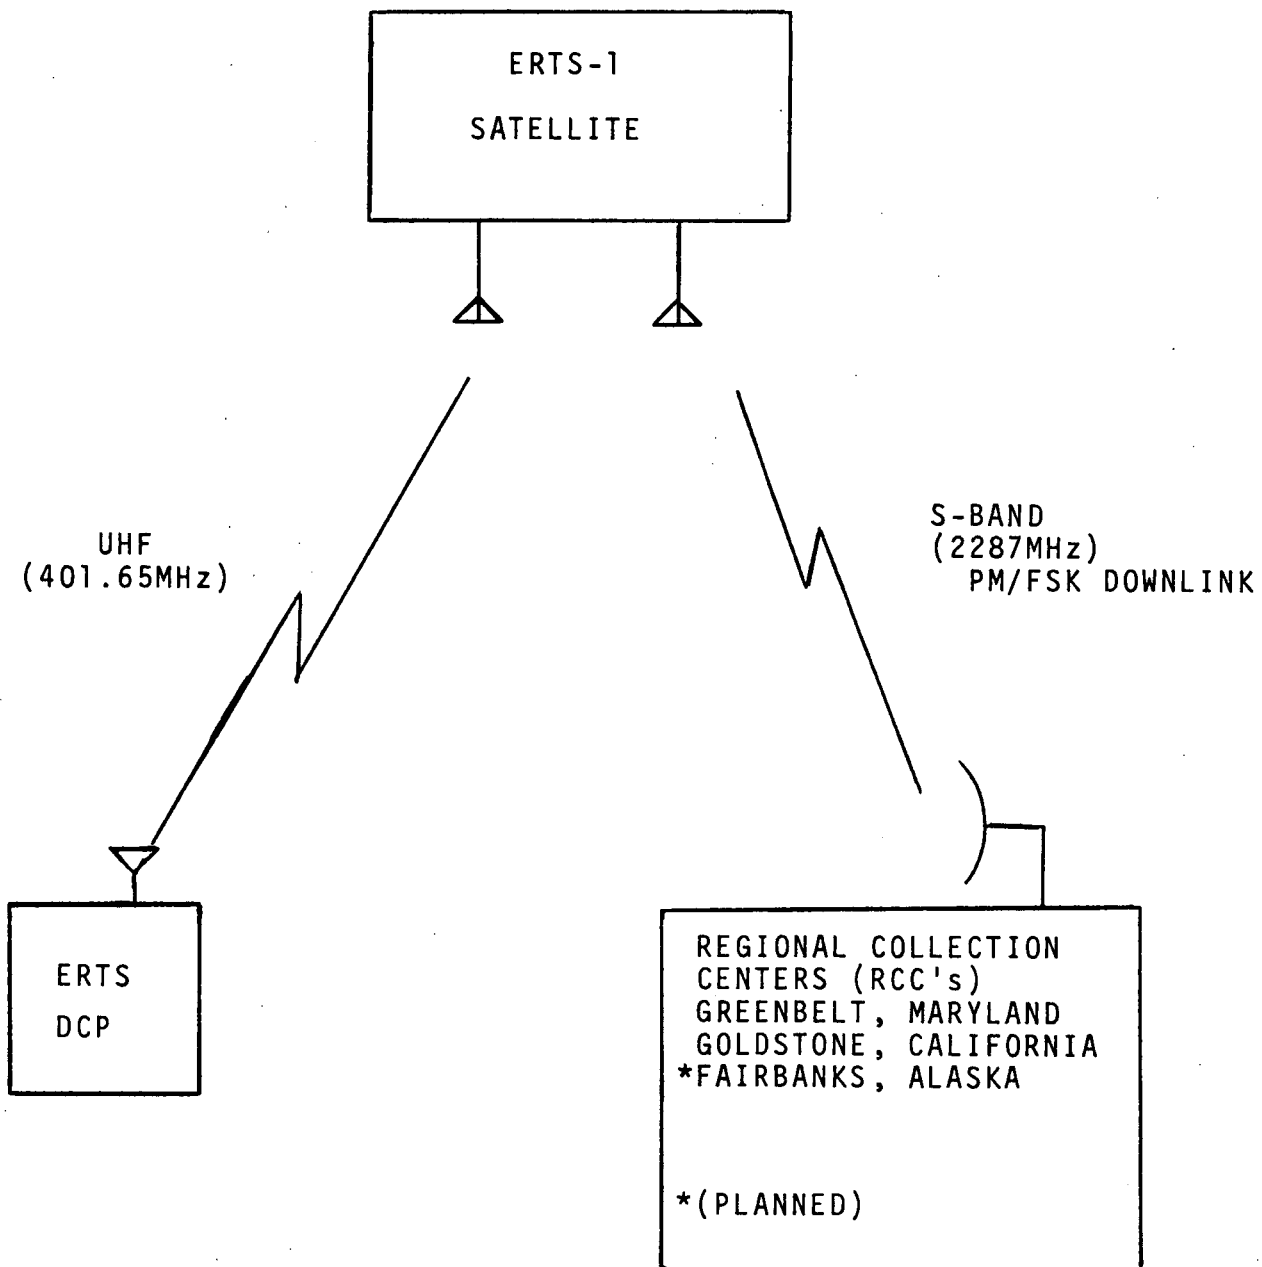 ERTS-1
SATELLITE
UHF
(401.65MHz)
S-BAND
(2287MHz)
PM/FSK DOWNLINK
ERTS
DCP
REGIONAL COLLECTION
CENTERS (RCC's)
GREENBELT, MARYLAND
GOLDSTONE, CALIFORNIA
*FAIRBANKS, ALASKA
*(PLANNED)